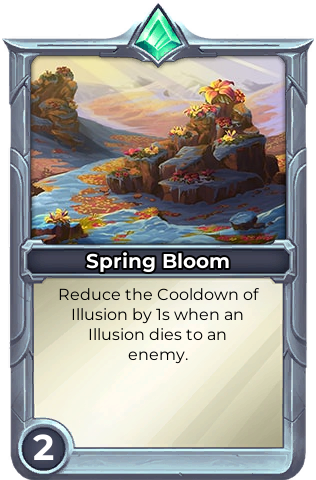 Spring Bloom
Reduce the Cooldown of
Illusion by 1s when an
Illusion dies to an
enemy.
2